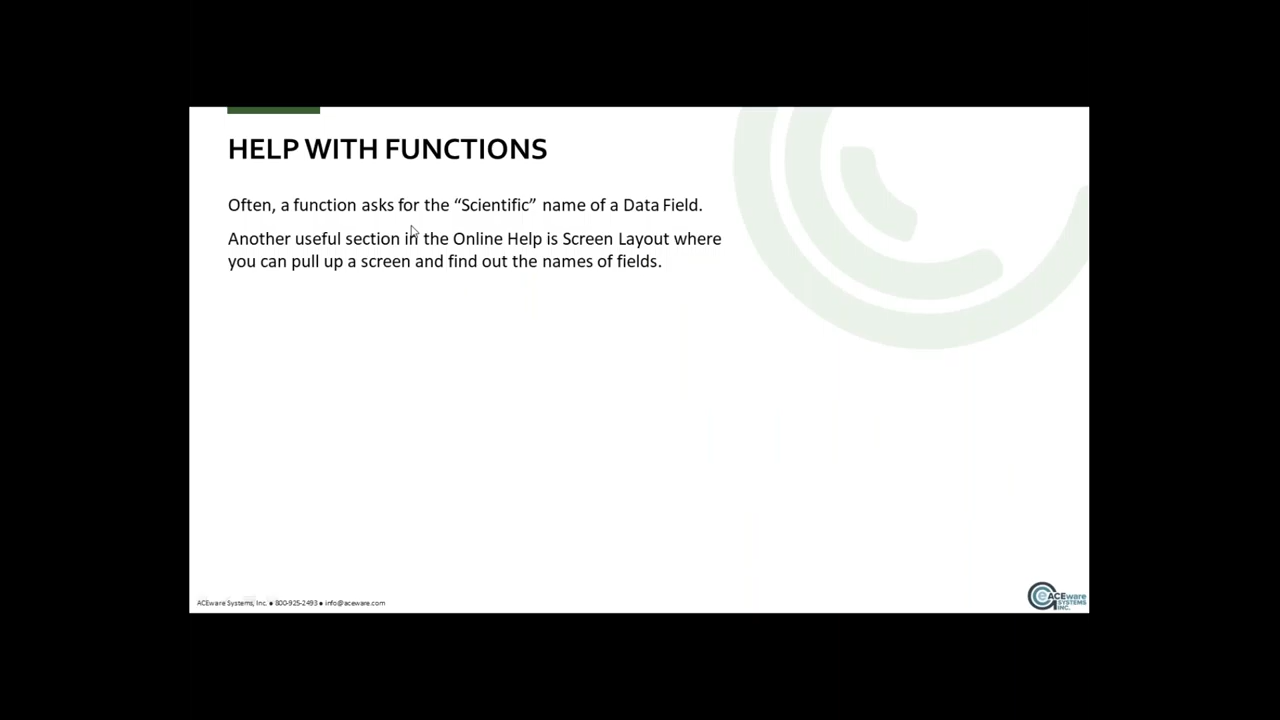 HELP WITH FUNCTIONS
Often, a function asks for the “Scientific” name of a Data Field.
Another useful section in the Online Help is Screen Layout where
you can pull up a screen and find out the names of fields.
ACEware Systems, Inc. ● 800-925-2493 ● info@aceware.com
ACEware
SYSTEMS
INC.